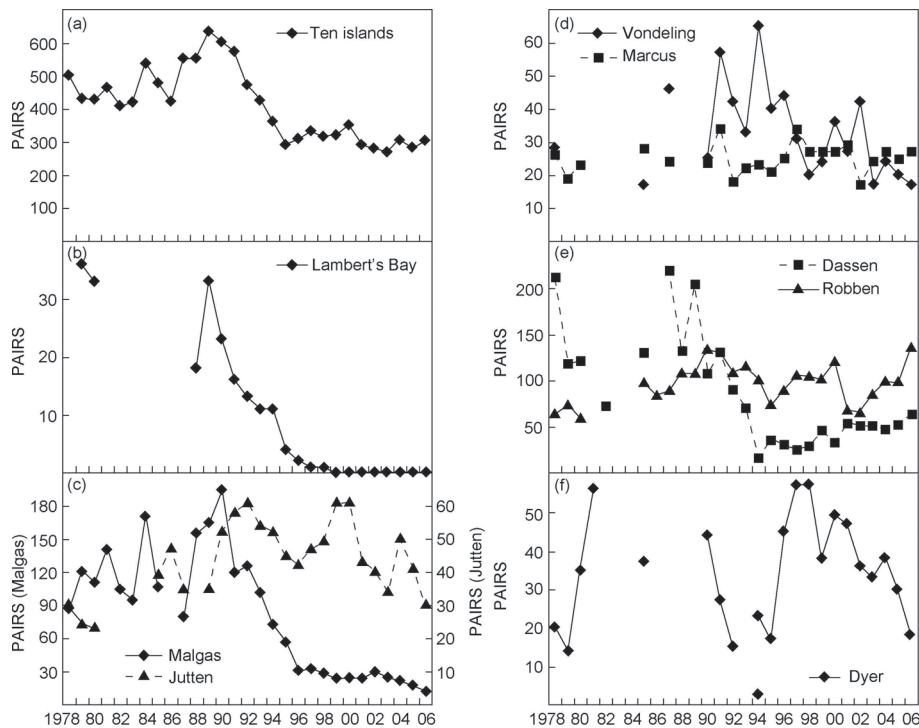 (a)
Ten islands
600
500
400
300
200
100
PAIRS
(b)
Lambert's Bay
30
20
10
PAIRS
(c)
180
150
120
90
60
30
PAIRS (Malgas)
60
50
40
30
20
10
PAIRS (Jutten)
Malgas
Jutten
1978 80 82 84 86 88 90 92 94 96 98 00 02 04 06
(d)
Vondeling
Marcus
60
50
40
30
20
10
PAIRS
(e)
Dassen
Robben
200
150
100
50
PAIRS
(f)
50
40
30
20
10
PAIRS
Dyer
1978 80 82 84 86 88 90 92 94 96 98 00 02 04 06